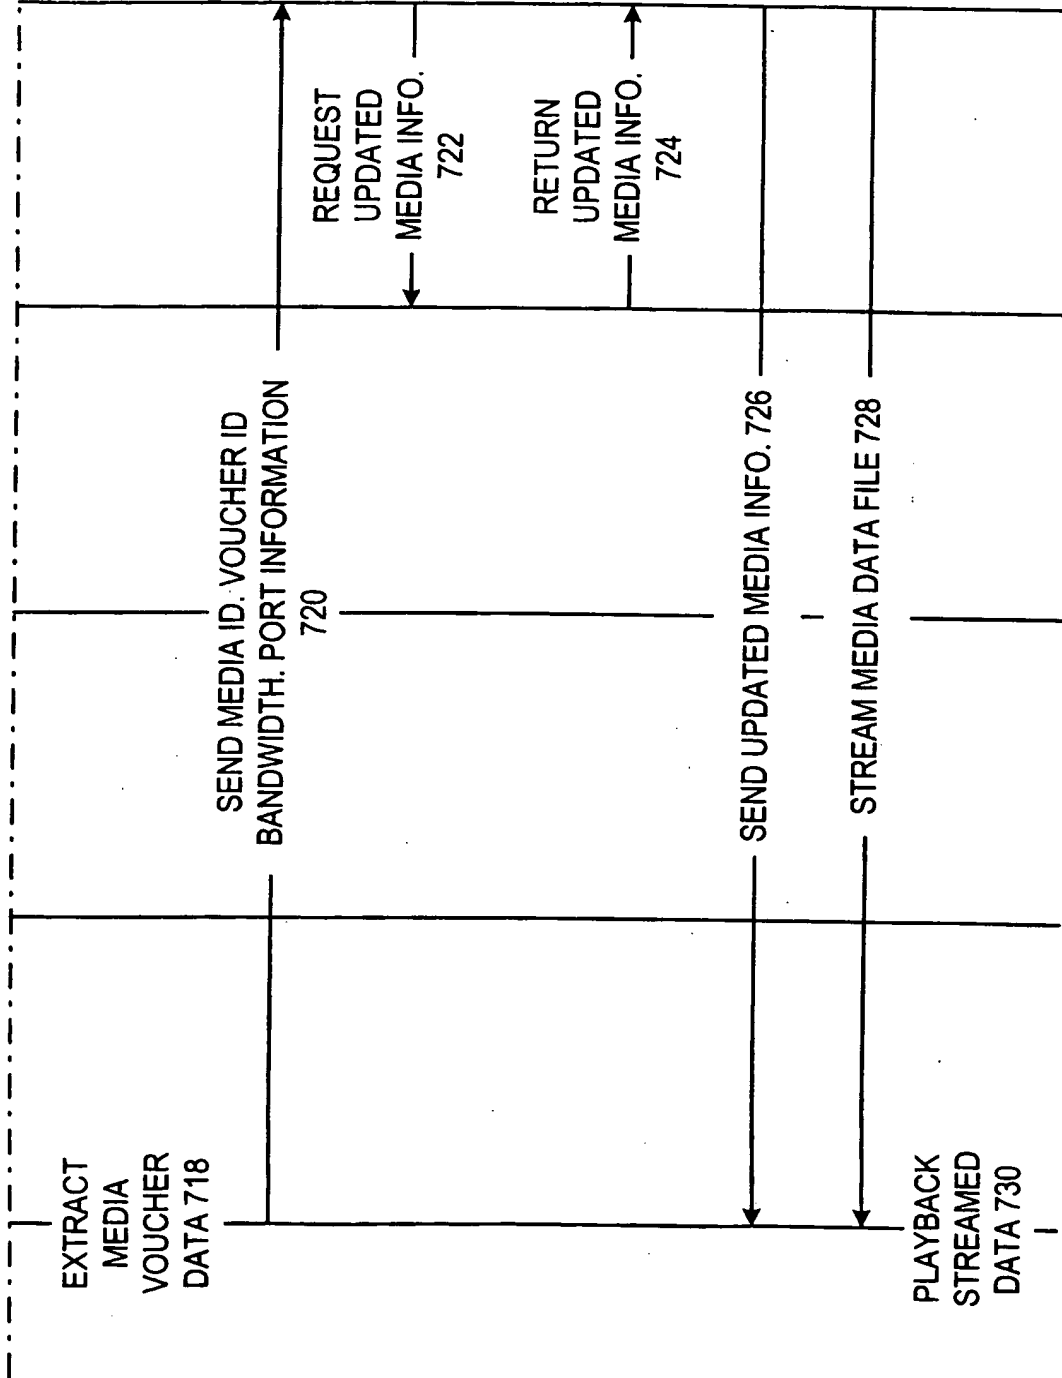 EXTRACT
MEDIA
VOUCHER
DATA 718
SEND MEDIA ID. VOUCHER ID
BANDWIDTH. PORT INFORMATION
720
REQUEST
UPDATED
MEDIA INFO.
722
RETURN
UPDATED
MEDIA INFO.
724
SEND UPDATED MEDIA INFO. 726
STREAM MEDIA DATA FILE 728
PLAYBACK
STREAMED
DATA 730